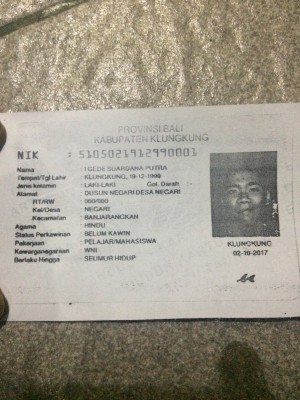 PROVINSI BALI
KABUPATEN KLUNGKUNG
NIK : 5105021912990001
Nama : I GEDE SUARDANA PUTRA
Tempat/Tgl Lahir : KLUNGKUNG, 19-12-1999
Jenis kelamin : LAKI-LAKI Gol. Darah
Alamat : DUSUN NEGARI DESA NEGARI
RT/RW : 000/000
Kel/Desa : NEGARI
Kecamatan : BANJARANGKAN
Agama : HINDU
Status Perkawinan : BELUM KAWIN
Pekerjaan : PELAJAR/MAHASISWA
Kewarganegaraan : WNI
Berlaku Hingga : SEUMUR HIDUP
KLUNGKUNG
02-10-2017